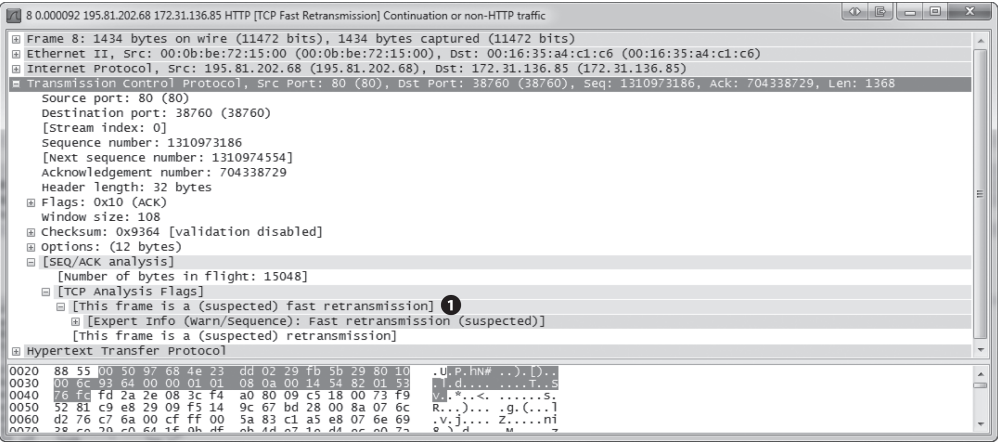 8 0.000092 195.81.202.68 172.31.136.85 HTTP [TCP Fast Retransmission] Continuation or non-HTTP traffic
Frame 8: 1434 bytes on wire (11472 bits), 1434 bytes captured (11472 bits)
Ethernet II, Src: 00:0b:be:72:15:00 (00:0b:be:72:15:00), Dst: 00:16:35:a4:c1:c6 (00:16:35:a4:c1:c6)
Internet Protocol, Src: 195.81.202.68 (195.81.202.68), Dst: 172.31.136.85 (172.31.136.85)
Transmission Control Protocol, Src Port: 80 (80), Dst Port: 38760 (38760), Seq: 1310973186, Ack: 704338729, Len: 1368
Source port: 80 (80)
Destination port: 38760 (38760)
[Stream index: 0]
Sequence number: 1310973186
[Next sequence number: 1310974554]
Acknowledgement number: 704338729
Header length: 32 bytes
Flags: 0x10 (ACK)
Window size: 108
Checksum: 0x9364 [validation disabled]
Options: (12 bytes)
[SEQ/ACK analysis]
[Number of bytes in flight: 15048]
[TCP Analysis Flags]
[This frame is a (suspected) fast retransmission] 1
[Expert Info (Warn/Sequence): Fast retransmission (suspected)]
[This frame is a (suspected) retransmission]
Hypertext Transfer Protocol
0020 88 55 00 50 97 68 4e 23 dd 02 29 fb 5b 29 80 10 .U.P.hN# ..).[)..
0030 00 6c 93 64 00 00 01 01 08 0a 00 14 54 82 01 53 .l.d.... ....T..S
0040 76 fc fd 2a 2e 08 3c f4 a0 80 09 c5 18 00 73 f9 v..*..<. ......s.
0050 52 81 c9 e8 29 09 f5 14 9c 67 bd 28 00 8a 07 6c R...)... .g.(...l
0060 d2 76 c7 6a 00 cf ff 00 5a 83 c1 a5 e8 07 6e 69 .v.j.... Z.....ni